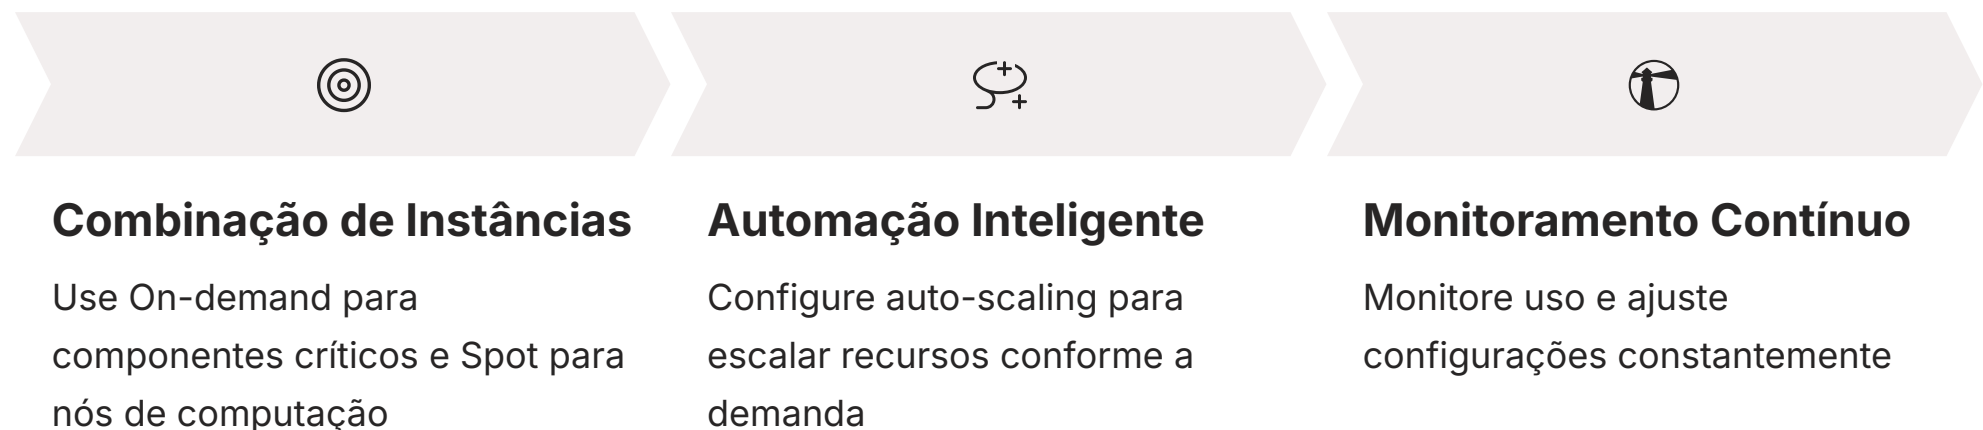 Combinação de Instâncias
Use On-demand para
componentes críticos e Spot para
nós de computação
Automação Inteligente
Configure auto-scaling para
escalar recursos conforme a
demanda
Monitoramento Contínuo
Monitore uso e ajuste
configurações constantemente